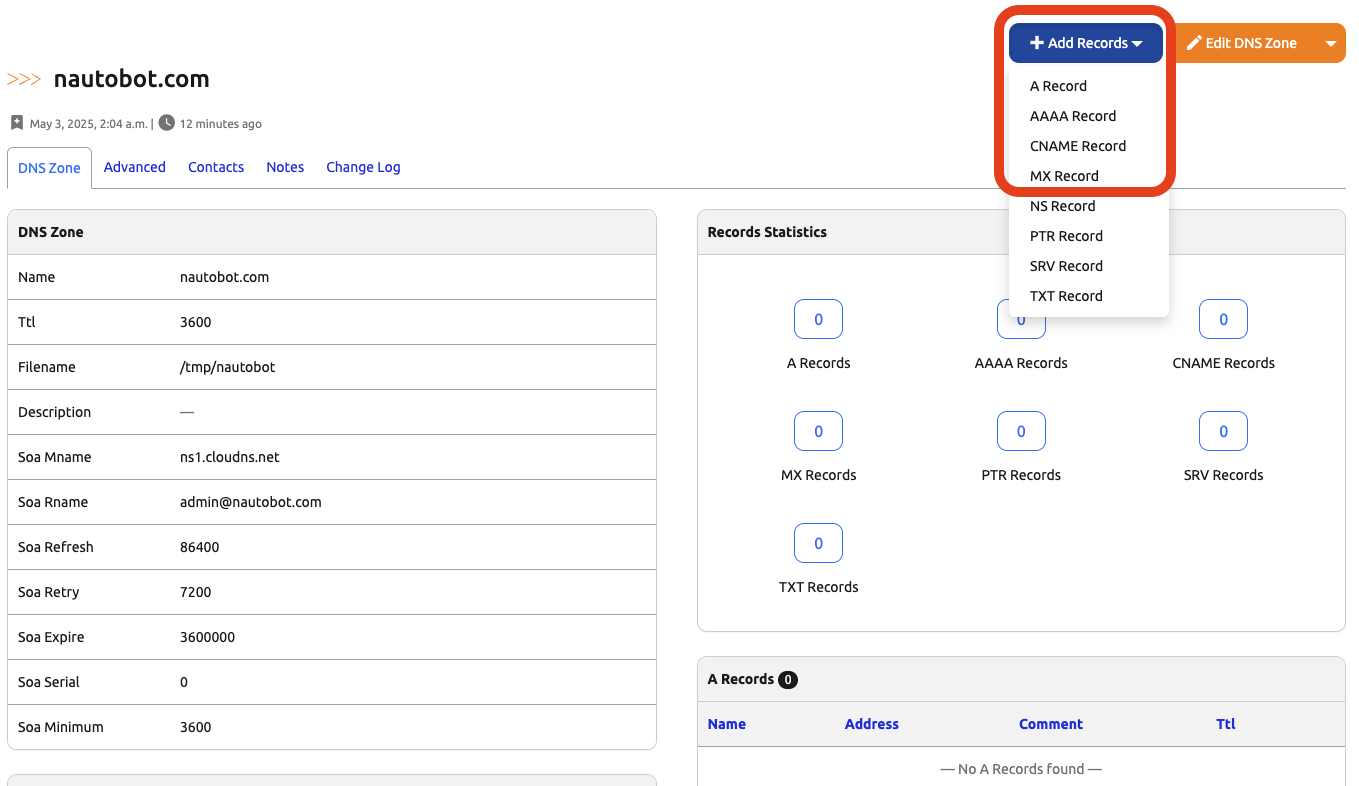 Add Records
Edit DNS Zone
A Record
AAAA Record
CNAME Record
MX Record
NS Record
PTR Record
SRV Record
TXT Record
>>> nautobot.com
May 3, 2025, 2:04 a.m. | 12 minutes ago
DNS Zone Advanced Contacts Notes Change Log
DNS Zone
Name nautobot.com
Ttl 3600
Filename /tmp/nautobot
Description —
Soa Mname ns1.cloudns.net
Soa Rname admin@nautobot.com
Soa Refresh 86400
Soa Retry 7200
Soa Expire 3600000
Soa Serial 0
Soa Minimum 3600
Records Statistics
0 0 0
A Records AAAA Records CNAME Records
0 0 0
MX Records PTR Records SRV Records
0
TXT Records
A Records 0
Name Address Comment Ttl
— No A Records found —